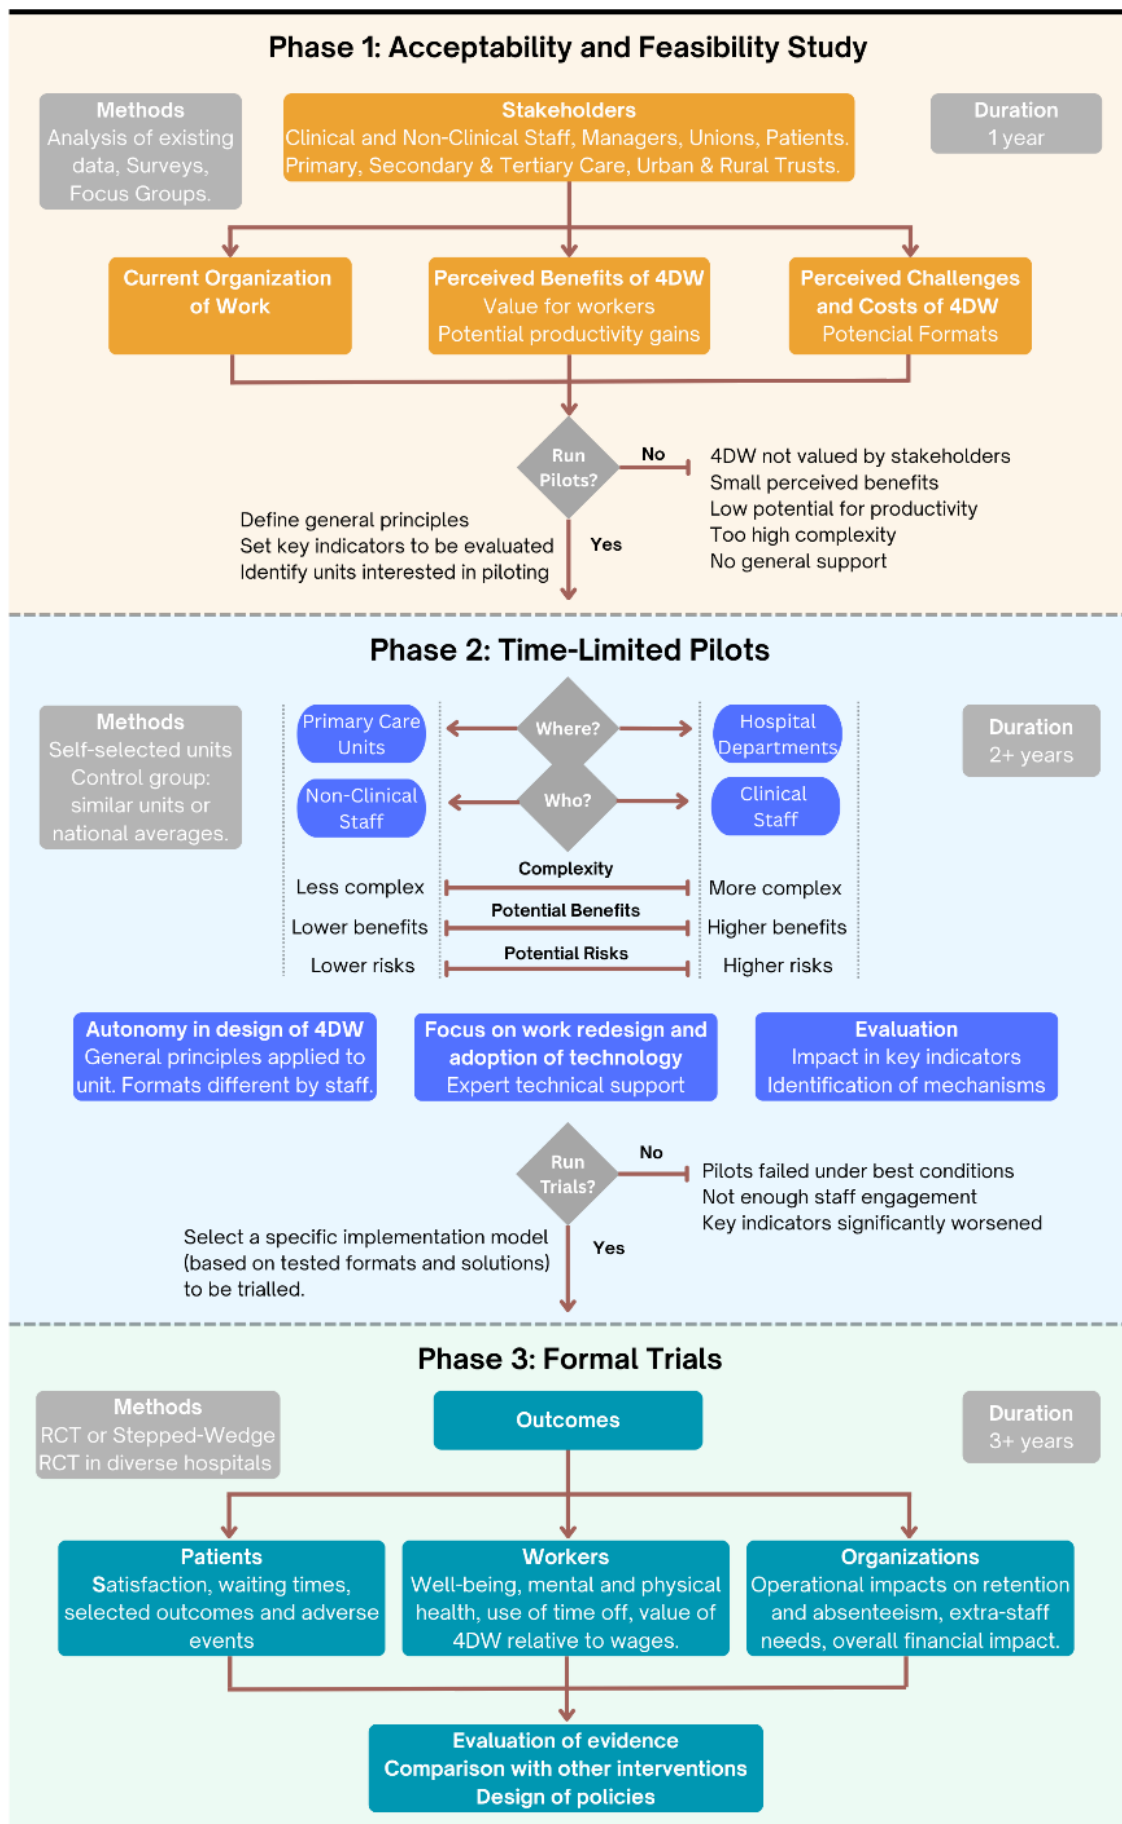 Phase 1: Acceptability and Feasibility Study
Methods
Analysis of existing
data, Surveys,
Focus Groups.
Stakeholders
Clinical and Non-Clinical Staff, Managers, Unions, Patients.
Primary, Secondary & Tertiary Care, Urban & Rural Trusts.
Duration
1 year
Current Organization
of Work
Perceived Benefits of 4DW
Value for workers
Potential productivity gains
Perceived Challenges
and Costs of 4DW
Potencial Formats
Run
Pilots?
No
4DW not valued by stakeholders
Small perceived benefits
Low potential for productivity
Too high complexity
No general support
Define general principles
Set key indicators to be evaluated
Identify units interested in piloting
Yes
Phase 2: Time-Limited Pilots
Methods
Self-selected units
Control group:
similar units or
national averages.
Primary Care
Units
Where?
Hospital
Departments
Duration
2+ years
Non-Clinical
Staff
Who?
Clinical
Staff
Complexity
Less complex
More complex
Potential Benefits
Lower benefits
Higher benefits
Potential Risks
Lower risks
Higher risks
Autonomy in design of 4DW
General principles applied to
unit. Formats different by staff.
Focus on work redesign and
adoption of technology
Expert technical support
Evaluation
Impact in key indicators
Identification of mechanisms
Run
Trials?
No
Pilots failed under best conditions
Not enough staff engagement
Key indicators significantly worsened
Select a specific implementation model
(based on tested formats and solutions)
to be trialled.
Yes
Phase 3: Formal Trials
Methods
RCT or Stepped-Wedge
RCT in diverse hospitals
Outcomes
Duration
3+ years
Patients
Satisfaction, waiting times,
selected outcomes and adverse
events
Workers
Well-being, mental and physical
health, use of time off, value of
4DW relative to wages.
Organizations
Operational impacts on retention
and absenteeism, extra-staff
needs, overall financial impact.
Evaluation of evidence
Comparison with other interventions
Design of policies